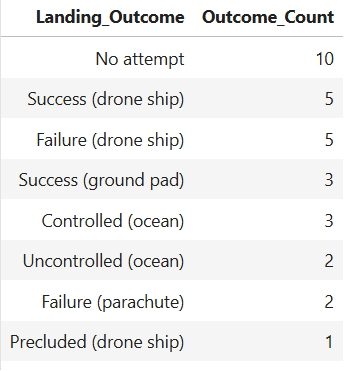 Landing_Outcome Outcome_Count
No attempt 10
Success (drone ship) 5
Failure (drone ship) 5
Success (ground pad) 3
Controlled (ocean) 3
Uncontrolled (ocean) 2
Failure (parachute) 2
Precluded (drone ship) 1